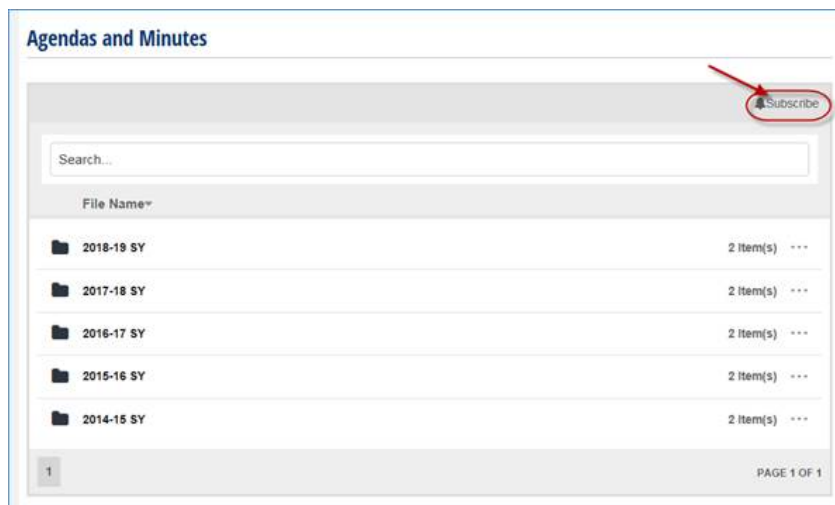 Agendas and Minutes
Subscribe
Search...
File Name
2018-19 SY 2 Item(s) ...
2017-18 SY 2 Item(s) ...
2016-17 SY 2 Item(s) ...
2015-16 SY 2 Item(s) ...
2014-15 SY 2 Item(s) ...
1 PAGE 1 OF 1